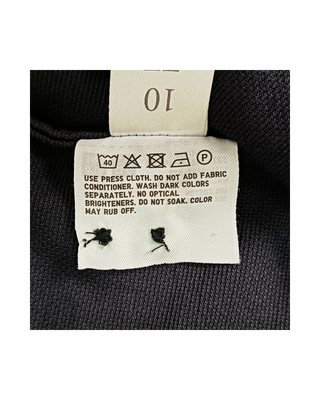 10
40 P
USE PRESS CLOTH. DO NOT ADD FABRIC
CONDITIONER. WASH DARK COLORS
SEPARATELY. NO OPTICAL
BRIGHTENERS. DO NOT SOAK. COLOR
MAY RUB OFF.